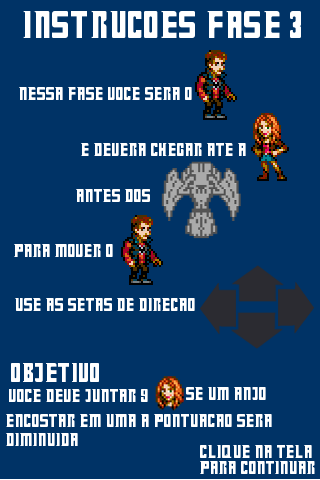 INSTRUCOES FASE 3
NESSA FASE VOCE SERA O
E DEVERA CHEGAR ATE A
ANTES DOS
PARA MOVER O
USE AS SETAS DE DIRECAO
OBJETIVO
VOCE DEVE JUNTAR 9 SE UM ANJO
ENCOSTAR EM UMA A PONTUACAO SERA
DIMINUIDA
CLIQUE NA TELA
PARA CONTINUAR